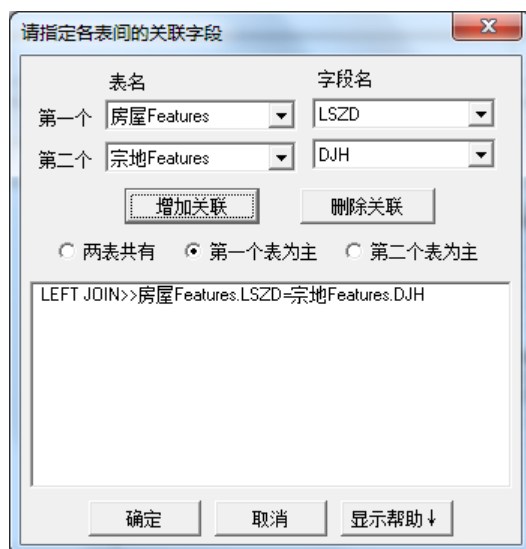 请指定各表间的关联字段
表名 字段名
第一个 房屋Features LSZD
第二个 宗地Features DJH
增加关联 删除关联
两表共有 第一个表为主 第二个表为主
LEFT JOIN>>房屋Features.LSZD=宗地Features.DJH
确定 取消 显示帮助↓